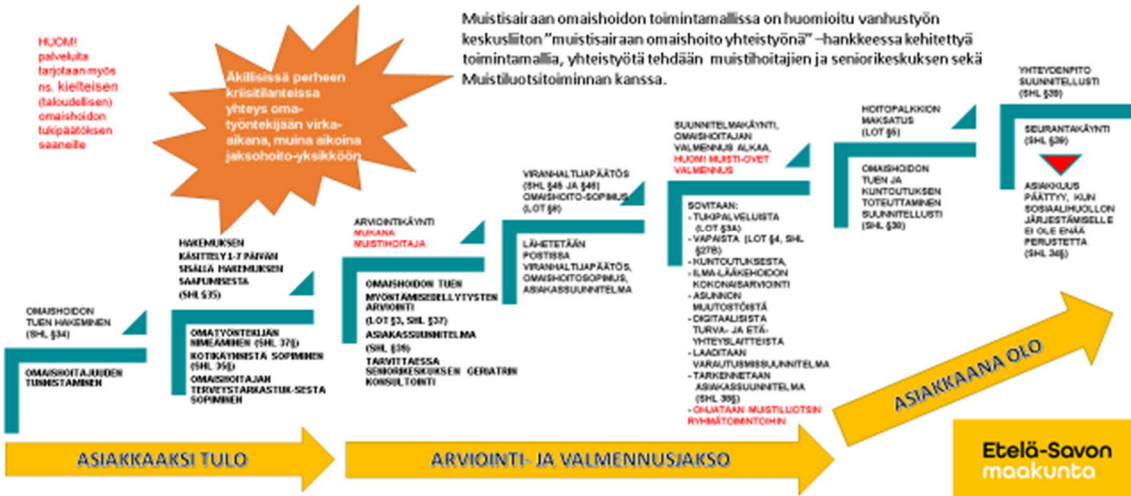 HUOM!
palveluita
tarjotaan myös
ns. kielteisen
(taloudellisen)
omaishoidon
tukipäätöksen
saaneille
Äkillisissä perheen
kriisitilanteissa
yhteys oma-
työntekijään virka-
aikana, muina aikoina
jaksohoito-yksikköön
Muistisairaan omaishoidon toimintamallissa on huomioitu vanhustyön
keskusliiton "muistisairaan omaishoito yhteistyönä" –hankkeessa kehitettyä
toimintamallia, yhteistyötä tehdään muistihoitajien ja seniorikeskuksen sekä
Muistiluotsitoiminnan kanssa.
OMAISHOIDON
TUEN HAKEMINEN
(SHL §34)
OMAISHOITAJUUDEN
TUNNISTAMINEN
HAKEMUKSEN
KÄSITTELY 1-7 PÄIVÄN
SISÄLLÄ HAKEMUKSEN
SAAPUMISESTA
(SHL §35)
OMATYÖNTEKIJÄN
NIMEÄMINEN (SHL 37§)
KOTIKÄYNNISTÄ SOPIMINEN
(SHL 36§)
OMAISHOITAJAN
TERVEYSTARKASTUK-SESTA
SOPIMINEN
ARVIOINTIKÄYNTI
MUKANA
MUISTIHOITAJA
OMAISHOIDON TUEN
MYÖNTÄMISEDELLYTYSTEN
ARVIOINTI
(LOT §3, SHL §37)
ASIAKASSUUNNITELMA
(SHL §39)
TARVITTAESSA
SENIORIKESKUKSEN GERIATRIN
KONSULTOINTI
VIRANHALTIJAPÄÄTÖS
(SHL §45 JA §46)
OMAISHOITO-SOPIMUS
(LOT §8)
LÄHETETÄÄN
POSTISSA
VIRANHALTIJAPÄÄTÖS,
OMAISHOITOSOPIMUS,
ASIAKASSUUNNITELMA
SUUNNITELMAKÄYNTI,
OMAISHOITAJAN
VALMENNUS ALKAA,
HUOM! MUISTI-OVET
VALMENNUS
SOVITAAN:
- TUKIPALVELUISTA
(LOT §3A)
- VAPAISTA (LOT §4, SHL
§27B)
- KUNTOUTUKSESTA,
- ILMA-LÄÄKEHOIDON
KOKONAISARVIOINTI
- ASUNNON
MUUTOSTÖISTÄ
- DIGITAALISISTA
TURVA- JA ETÄ-
YHTEYSLAITTEISTA
- LAADITAAN
VARAUTUMISSUUNNITELMA
- TARKENNETAAN
ASIAKASSUUNNITELMA
(SHL 38§)
- OHJATAAN MUISTILUOTSIN
RYHMÄTOIMINTOIHIN
HOITOPALKKION
MAKSATUS
(LOT §5)
OMAISHOIDON
TUEN JA
KUNTOUTUKSEN
TOTEUTTAMINEN
SUUNNITELLUSTI
(SHL §38)
YHTEYDENPITO
SUUNNITELLUSTI
(SHL §39)
SEURANTAKÄYNTI
(SHL §39)
ASIAKKUUS
PÄÄTTYY, KUN
SOSIAALIHUOLLON
JÄRJESTÄMISELLE
EI OLE ENÄÄ
PERUSTETTA
(SHL 34§)
ASIAKKAAKSI TULO
ARVIOINTI- JA VALMENNUSJAKSO
ASIAKKAANA OLO
Etelä-Savon
maakunta